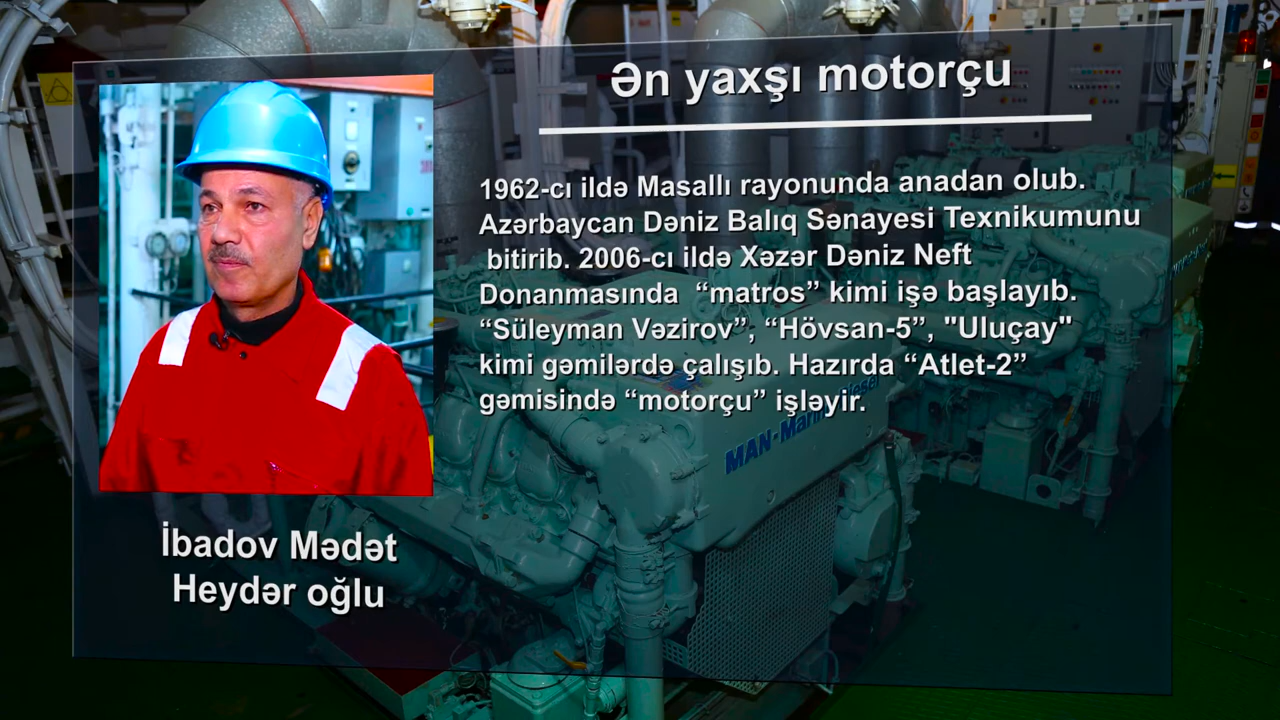 Ən yaxşı motorçu
1962-cı ildə Masallı rayonunda anadan olub.
Azərbaycan Dəniz Balıq Sənayesi Texnikumunu
bitirib. 2006-cı ildə Xəzər Dəniz Neft
Donanmasında “matros” kimi işə başlayıb.
“Süleyman Vəzirov”, “Hövsan-5”, "Uluçay"
kimi gəmilərdə çalışıb. Hazırda “Atlet-2”
gəmisində “motorçu” işləyir.
İbadov Mədət
Heydər oğlu
MAN-Marine Diesel